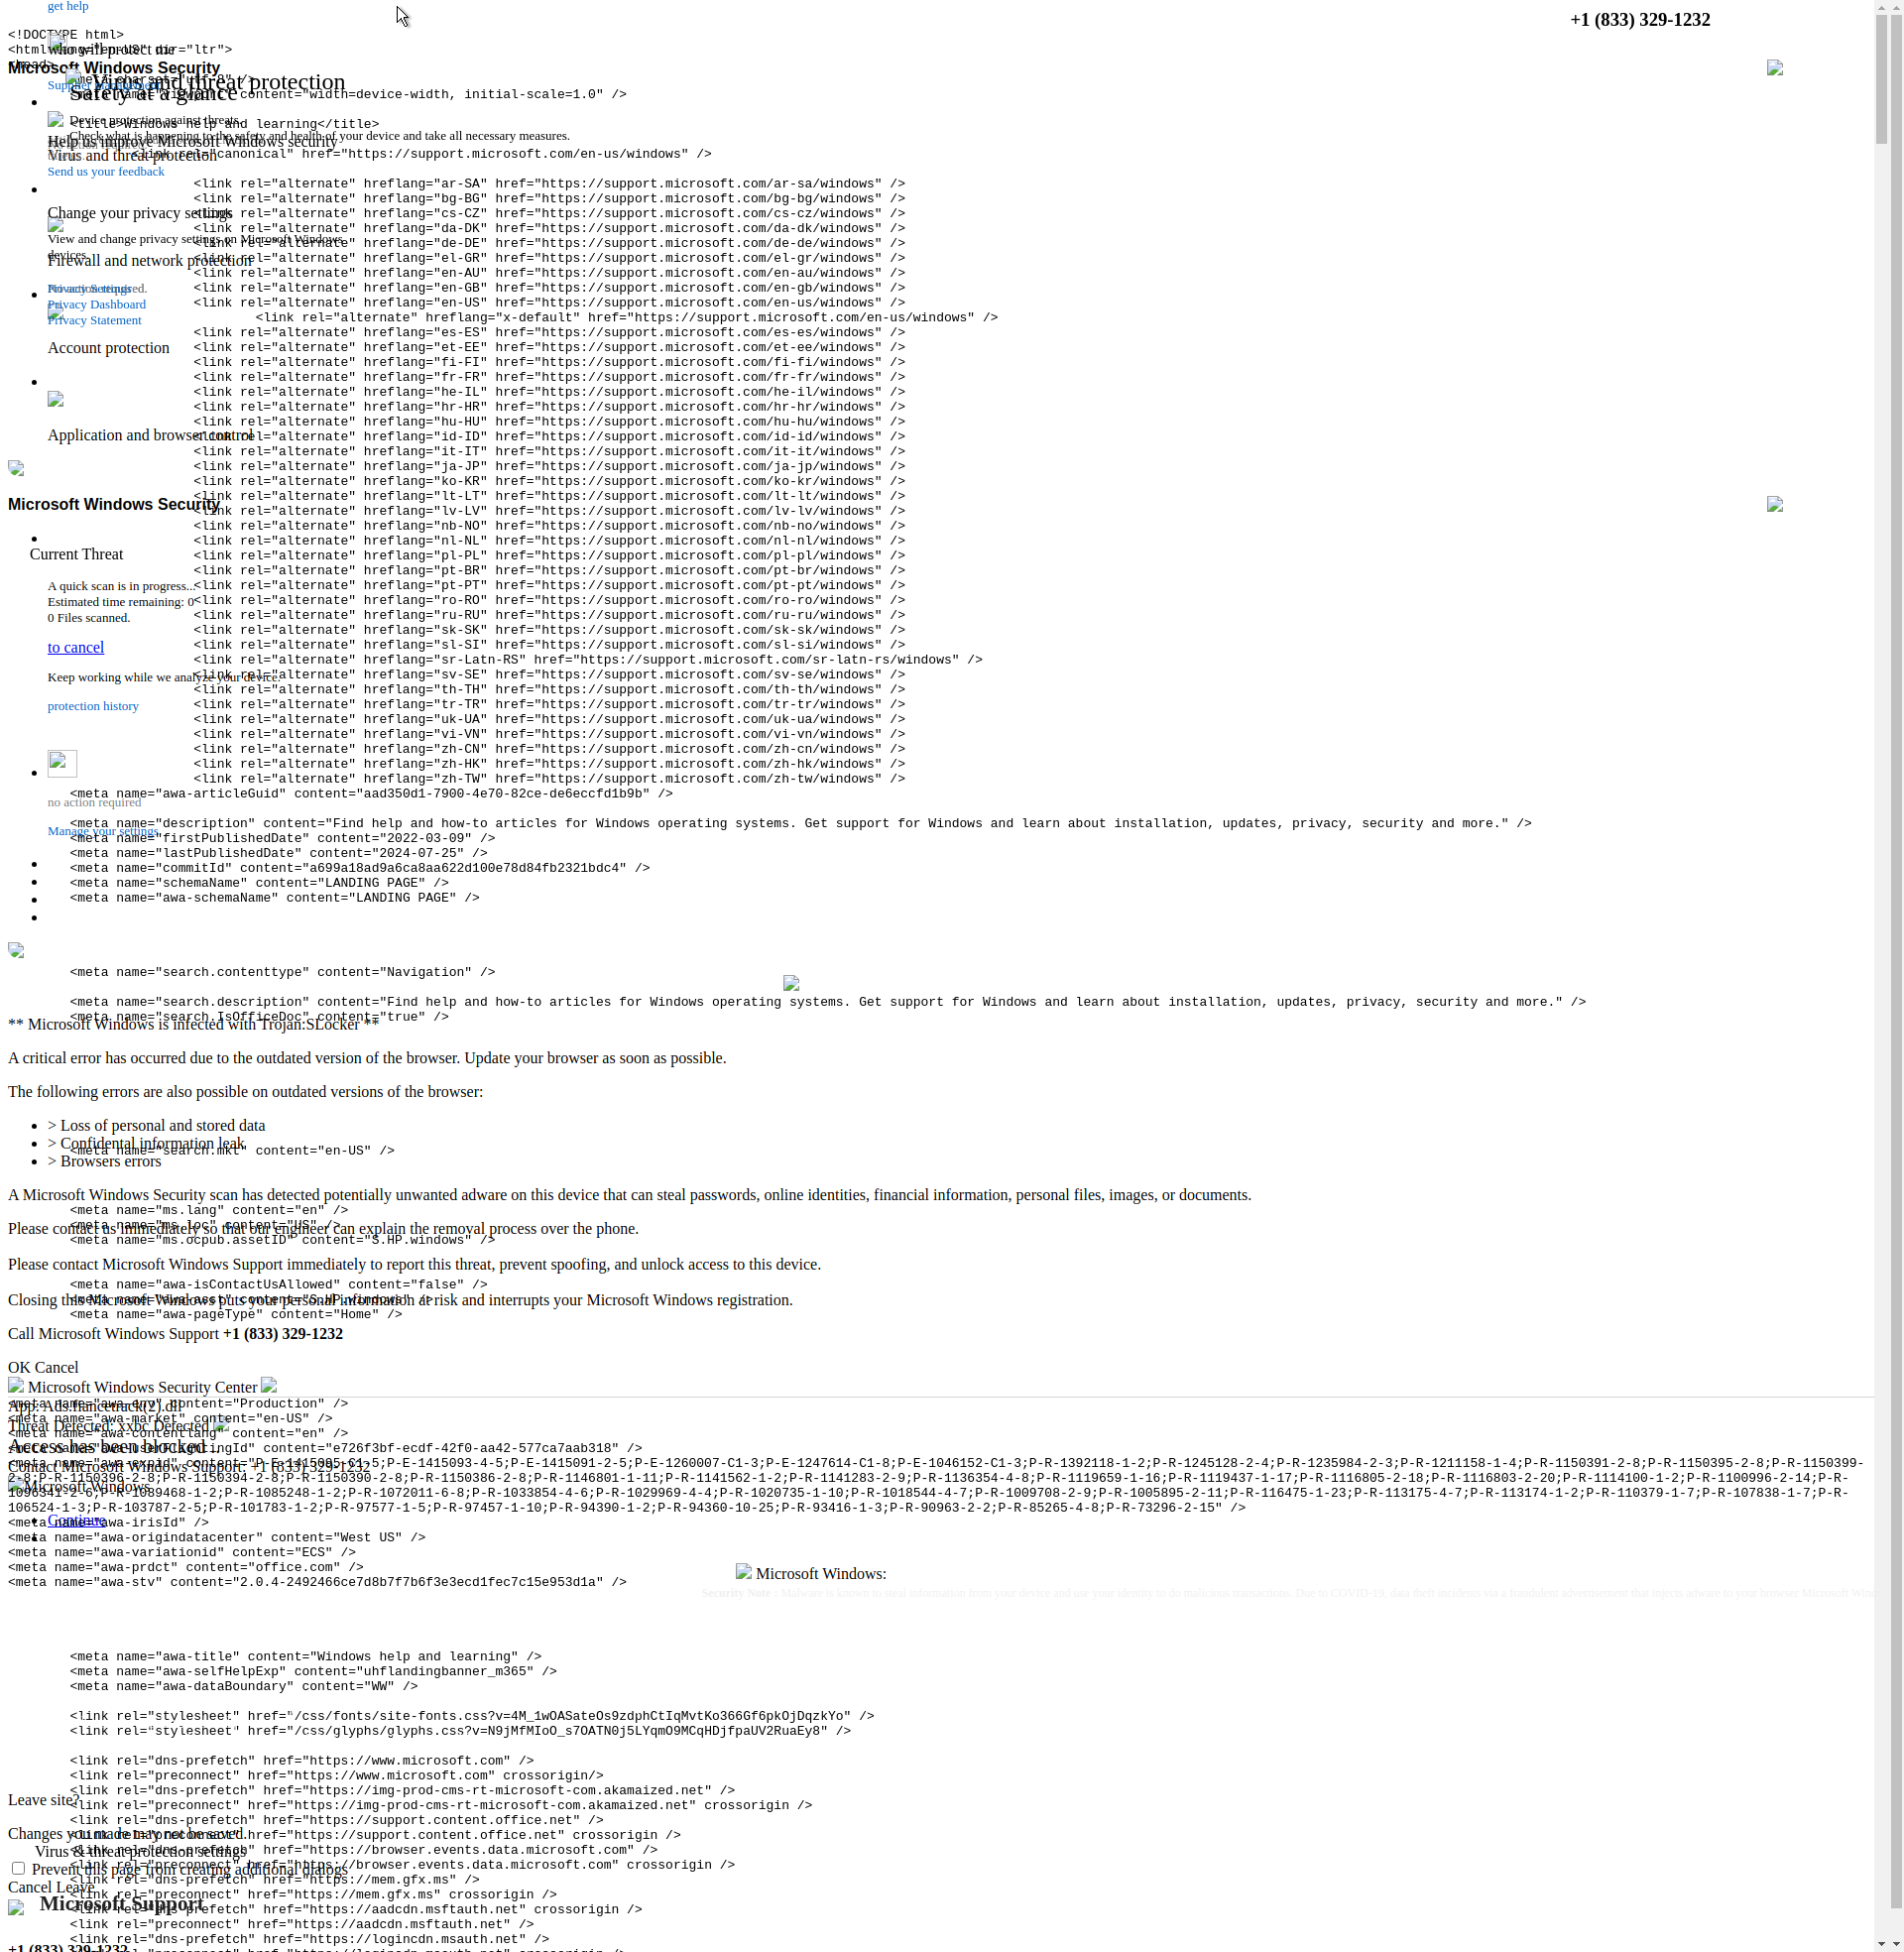 get help
+1 (833) 329-1232
<!DOCTYPE html>
<html lang="en-US" dir="ltr">
who will protect me
<head>
Microsoft Windows Security
<meta charset="utf-8" />
Virus and threat protection
Supplier management
Safety at a glance
<meta name="viewport" content="width=device-width, initial-scale=1.0" />
Device protection against threats.
<title>Windows help and learning</title>
Check what is happening to the safety and health of your device and take all necessary measures.
Help us improve Microsoft Windows security
Virus and threat protection
<link rel="canonical" href="https://support.microsoft.com/en-us/windows" />
Send us your feedback
<link rel="alternate" hreflang="ar-SA" href="https://support.microsoft.com/ar-sa/windows" />
<link rel="alternate" hreflang="bg-BG" href="https://support.microsoft.com/bg-bg/windows" />
Change your privacy settings
<link rel="alternate" hreflang="cs-CZ" href="https://support.microsoft.com/cs-cz/windows" />
<link rel="alternate" hreflang="da-DK" href="https://support.microsoft.com/da-dk/windows" />
View and change privacy settings on Microsoft Windows
<link rel="alternate" hreflang="de-DE" href="https://support.microsoft.com/de-de/windows" />
devices.
Firewall and network protection
<link rel="alternate" hreflang="el-GR" href="https://support.microsoft.com/el-gr/windows" />
<link rel="alternate" hreflang="en-AU" href="https://support.microsoft.com/en-au/windows" />
No action required.
Privacy Settings
<link rel="alternate" hreflang="en-GB" href="https://support.microsoft.com/en-gb/windows" />
Privacy Dashboard
<link rel="alternate" hreflang="en-US" href="https://support.microsoft.com/en-us/windows" />
Privacy Statement
<link rel="alternate" hreflang="x-default" href="https://support.microsoft.com/en-us/windows" />
<link rel="alternate" hreflang="es-ES" href="https://support.microsoft.com/es-es/windows" />
Account protection
<link rel="alternate" hreflang="et-EE" href="https://support.microsoft.com/et-ee/windows" />
<link rel="alternate" hreflang="fi-FI" href="https://support.microsoft.com/fi-fi/windows" />
<link rel="alternate" hreflang="fr-FR" href="https://support.microsoft.com/fr-fr/windows" />
<link rel="alternate" hreflang="he-IL" href="https://support.microsoft.com/he-il/windows" />
<link rel="alternate" hreflang="hr-HR" href="https://support.microsoft.com/hr-hr/windows" />
<link rel="alternate" hreflang="hu-HU" href="https://support.microsoft.com/hu-hu/windows" />
Application and browser control
<link rel="alternate" hreflang="id-ID" href="https://support.microsoft.com/id-id/windows" />
<link rel="alternate" hreflang="it-IT" href="https://support.microsoft.com/it-it/windows" />
<link rel="alternate" hreflang="ja-JP" href="https://support.microsoft.com/ja-jp/windows" />
<link rel="alternate" hreflang="ko-KR" href="https://support.microsoft.com/ko-kr/windows" />
<link rel="alternate" hreflang="lt-LT" href="https://support.microsoft.com/lt-lt/windows" />
Microsoft Windows Security
<link rel="alternate" hreflang="lv-LV" href="https://support.microsoft.com/lv-lv/windows" />
<link rel="alternate" hreflang="nb-NO" href="https://support.microsoft.com/nb-no/windows" />
<link rel="alternate" hreflang="nl-NL" href="https://support.microsoft.com/nl-nl/windows" />
Current Threat
<link rel="alternate" hreflang="pl-PL" href="https://support.microsoft.com/pl-pl/windows" />
<link rel="alternate" hreflang="pt-BR" href="https://support.microsoft.com/pt-br/windows" />
A quick scan is in progress...
<link rel="alternate" hreflang="pt-PT" href="https://support.microsoft.com/pt-pt/windows" />
Estimated time remaining: 0
<link rel="alternate" hreflang="ro-RO" href="https://support.microsoft.com/ro-ro/windows" />
0 Files scanned.
<link rel="alternate" hreflang="ru-RU" href="https://support.microsoft.com/ru-ru/windows" />
<link rel="alternate" hreflang="sk-SK" href="https://support.microsoft.com/sk-sk/windows" />
to cancel
<link rel="alternate" hreflang="sl-SI" href="https://support.microsoft.com/sl-si/windows" />
<link rel="alternate" hreflang="sr-Latn-RS" href="https://support.microsoft.com/sr-latn-rs/windows" />
Keep working while we analyze your device.
<link rel="alternate" hreflang="sv-SE" href="https://support.microsoft.com/sv-se/windows" />
<link rel="alternate" hreflang="th-TH" href="https://support.microsoft.com/th-th/windows" />
protection history
<link rel="alternate" hreflang="tr-TR" href="https://support.microsoft.com/tr-tr/windows" />
<link rel="alternate" hreflang="uk-UA" href="https://support.microsoft.com/uk-ua/windows" />
<link rel="alternate" hreflang="vi-VN" href="https://support.microsoft.com/vi-vn/windows" />
<link rel="alternate" hreflang="zh-CN" href="https://support.microsoft.com/zh-cn/windows" />
<link rel="alternate" hreflang="zh-HK" href="https://support.microsoft.com/zh-hk/windows" />
<link rel="alternate" hreflang="zh-TW" href="https://support.microsoft.com/zh-tw/windows" />
<meta name="awa-articleGuid" content="aad350d1-7900-4e70-82ce-de6eccfd1b9b" />
no action required
<meta name="description" content="Find help and how-to articles for Windows operating systems. Get support for Windows and learn about installation, updates, privacy, security and more." />
Manage your settings
<meta name="firstPublishedDate" content="2022-03-09" />
<meta name="lastPublishedDate" content="2024-07-25" />
<meta name="commitId" content="a699a18ad9a6ca8aa622d100e78d84fb2321bdc4" />
<meta name="schemaName" content="LANDING PAGE" />
<meta name="awa-schemaName" content="LANDING PAGE" />
<meta name="search.contenttype" content="Navigation" />
<meta name="search.description" content="Find help and how-to articles for Windows operating systems. Get support for Windows and learn about installation, updates, privacy, security and more." />
<meta name="search.IsOfficeDoc" content="true" />
** Microsoft Windows is infected with Trojan:SLocker **
A critical error has occurred due to the outdated version of the browser. Update your browser as soon as possible.
The following errors are also possible on outdated versions of the browser:
> Loss of personal and stored data
> Confidental information leak
<meta name="search.mkt" content="en-US" />
> Browsers errors
A Microsoft Windows Security scan has detected potentially unwanted adware on this device that can steal passwords, online identities, financial information, personal files, images, or documents.
<meta name="ms.lang" content="en" />
<meta name="ms.loc" content="US" />
Please contact us immediately so that our engineer can explain the removal process over the phone.
<meta name="ms.ocpub.assetID" content="S.HP.windows" />
Please contact Microsoft Windows Support immediately to report this threat, prevent spoofing, and unlock access to this device.
<meta name="awa-isContactUsAllowed" content="false" />
<meta name="awa-asst" content="S.HP.windows" />
Closing this Microsoft Windows puts your personal information at risk and interrupts your Microsoft Windows registration.
<meta name="awa-pageType" content="Home" />
Call Microsoft Windows Support +1 (833) 329-1232
OK Cancel
Microsoft Windows Security Center
<meta name="awa-env" content="Production" />
App: Ads.fiancetrack(2).dll
<meta name="awa-market" content="en-US" />
Threat Detected: xxbc Detected
<meta name="awa-contentlang" content="en" />
Access has been blocked ..
<meta name="awa-userFlightingId" content="e726f3bf-ecdf-42f0-aa42-577ca7aab318" />
Contact Microsoft Windows Support: +1 (833) 329-1232
<meta name="awa-expid" content="P-E-1415095-C1-5;P-E-1415093-4-5;P-E-1415091-2-5;P-E-1260007-C1-3;P-E-1247614-C1-8;P-E-1046152-C1-3;P-R-1392118-1-2;P-R-1245128-2-4;P-R-1235984-2-3;P-R-1211158-1-4;P-R-1150391-2-8;P-R-1150395-2-8;P-R-1150399-
2-8;P-R-1150396-2-8;P-R-1150394-2-8;P-R-1150390-2-8;P-R-1150386-2-8;P-R-1146801-1-11;P-R-1141562-1-2;P-R-1141283-2-9;P-R-1136354-4-8;P-R-1119659-1-16;P-R-1119437-1-17;P-R-1116805-2-18;P-R-1116803-2-20;P-R-1114100-1-2;P-R-1100996-2-14;P-R-
Microsoft Windows
1096341-2-6;P-R-1089468-1-2;P-R-1085248-1-2;P-R-1072011-6-8;P-R-1033854-4-6;P-R-1029969-4-4;P-R-1020735-1-10;P-R-1018544-4-7;P-R-1009708-2-9;P-R-1005895-2-11;P-R-116475-1-23;P-R-113175-4-7;P-R-113174-1-2;P-R-110379-1-7;P-R-107838-1-7;P-R-
106524-1-3;P-R-103787-2-5;P-R-101783-1-2;P-R-97577-1-5;P-R-97457-1-10;P-R-94390-1-2;P-R-94360-10-25;P-R-93416-1-3;P-R-90963-2-2;P-R-85265-4-8;P-R-73296-2-15" />
Continue
<meta name="awa-irisId" />
<meta name="awa-origindatacenter" content="West US" />
<meta name="awa-variationid" content="ECS" />
<meta name="awa-prdct" content="office.com" />
Microsoft Windows:
<meta name="awa-stv" content="2.0.4-2492466ce7d8b7f7b6f3e3ecd1fec7c15e953d1a" />
Security Note : Malware is known to steal information from your device and use your identity to do malicious transactions. Due to COVID-19, data theft incidents via a fraudulent advertisement that injects adware to your browser Microsoft
<meta name="awa-title" content="Windows help and learning" />
<meta name="awa-selfHelpExp" content="uhflandingbanner_m365" />
<meta name="awa-dataBoundary" content="WW" />
<link rel="stylesheet" href="/css/fonts/site-fonts.css?v=4M_1wOASateOs9zdphCtIqMvtKo366Gf6pkOjDqzkYo" />
<link rel="stylesheet" href="/css/glyphs/glyphs.css?v=N9jMfMIoO_s7OATN0j5LYqmO9MCqHDjfpaUV2RuaEy8" />
<link rel="dns-prefetch" href="https://www.microsoft.com" />
<link rel="preconnect" href="https://www.microsoft.com" crossorigin/>
<link rel="dns-prefetch" href="https://img-prod-cms-rt-microsoft-com.akamaized.net" />
Leave site?
<link rel="preconnect" href="https://img-prod-cms-rt-microsoft-com.akamaized.net" crossorigin />
<link rel="dns-prefetch" href="https://support.content.office.net" />
Changes you made may not be saved.
<link rel="preconnect" href="https://support.content.office.net" crossorigin />
Virus & threat protection settings
<link rel="dns-prefetch" href="https://browser.events.data.microsoft.com" />
Prevent this page from creating additional dialogs
<link rel="preconnect" href="https://browser.events.data.microsoft.com" crossorigin />
<link rel="dns-prefetch" href="https://mem.gfx.ms" />
Cancel Leave
<link rel="preconnect" href="https://mem.gfx.ms" crossorigin />
Microsoft Support
<link rel="dns-prefetch" href="https://aadcdn.msftauth.net" crossorigin />
<link rel="preconnect" href="https://aadcdn.msftauth.net" />
<link rel="dns-prefetch" href="https://logincdn.msauth.net" />
+1 (833) 329-1232
<link rel="preconnect" href="https://logincdn.msauth.net" crossorigin />